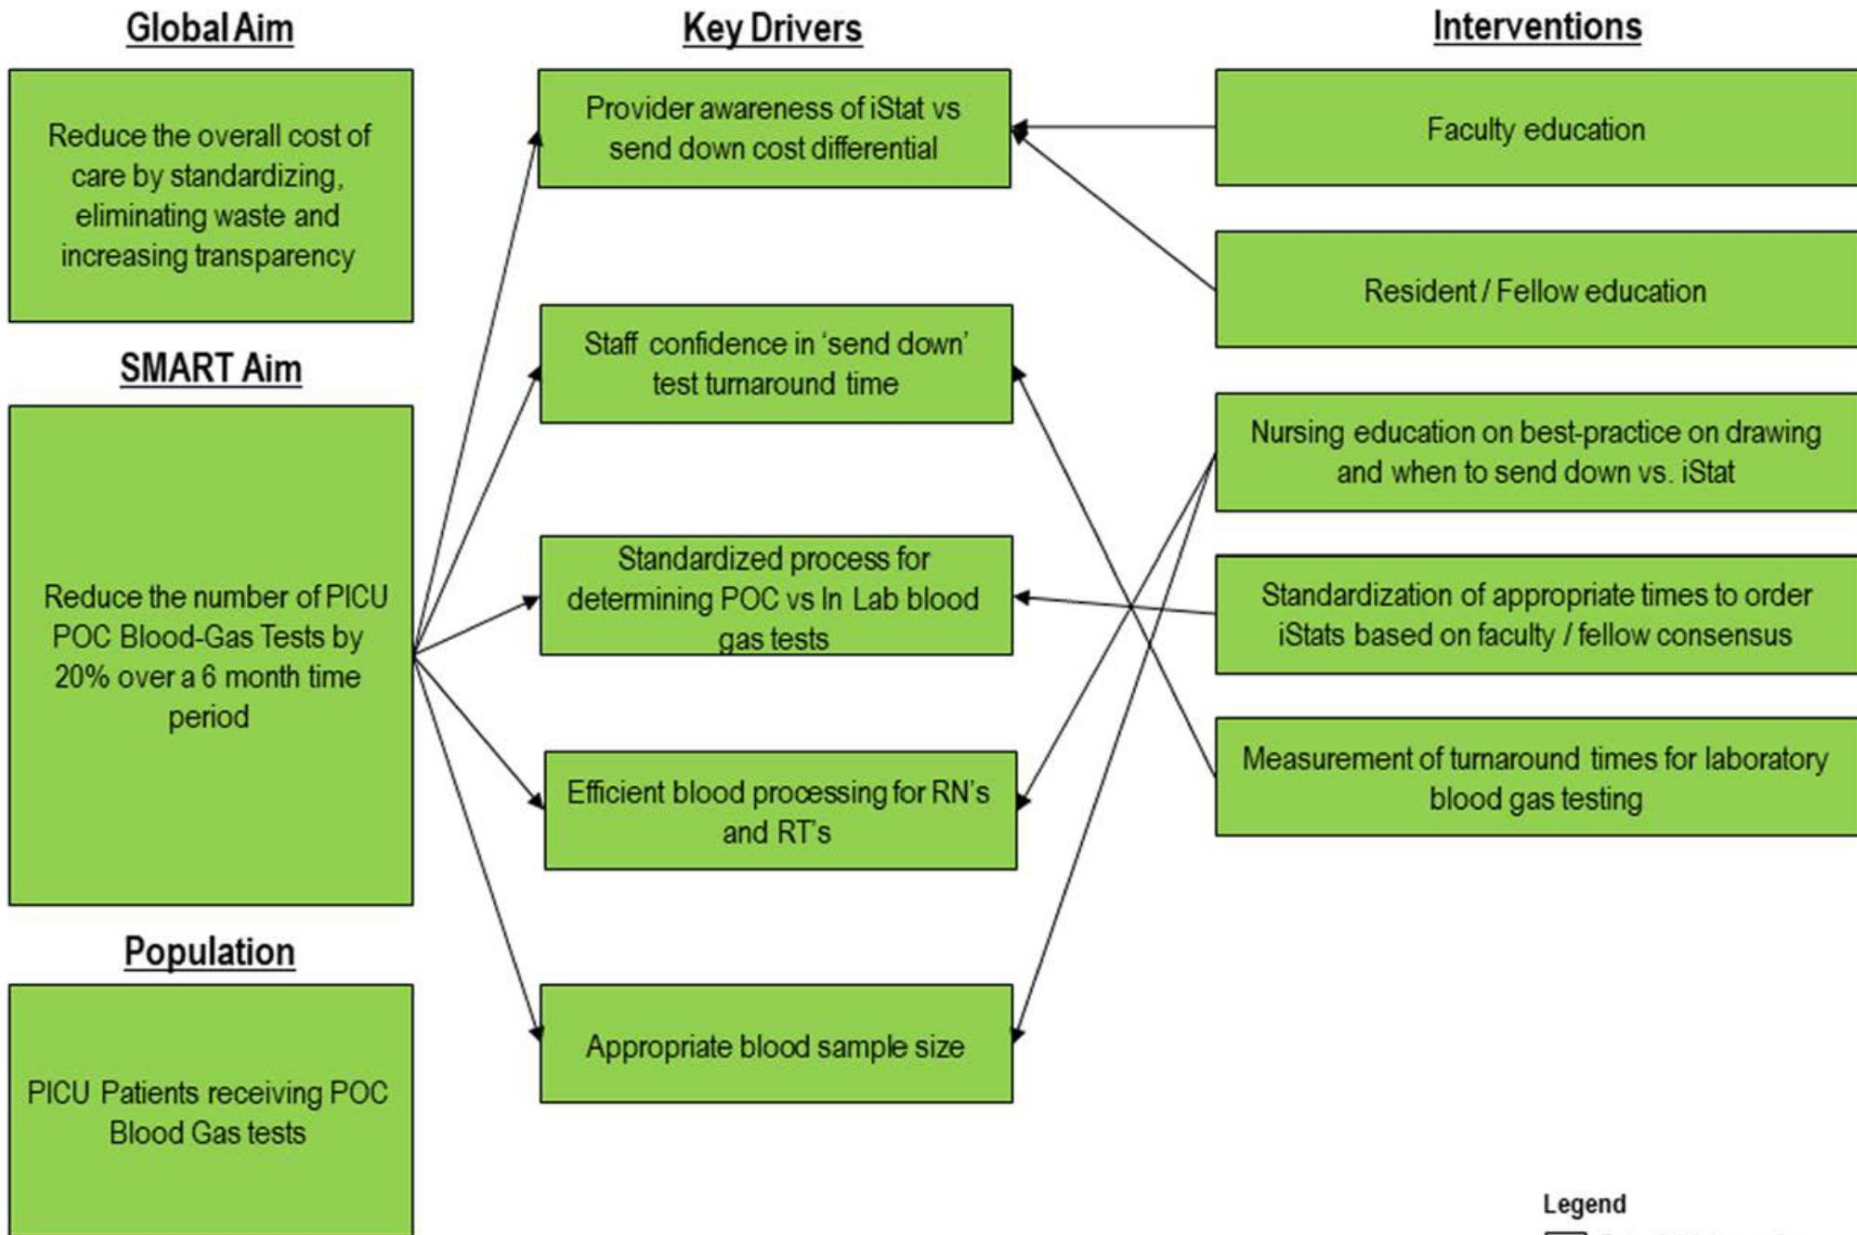 Global Aim
Reduce the overall cost of
care by standardizing,
eliminating waste and
increasing transparency
SMART Aim
Reduce the number of PICU
POC Blood-Gas Tests by
20% over a 6 month time
period
Population
PICU Patients receiving POC
Blood Gas tests
Key Drivers
Provider awareness of iStat vs
send down cost differential
Staff confidence in ‘send down’
test turnaround time
Standardized process for
determining POC vs In Lab blood
gas tests
Efficient blood processing for RN’s
and RT’s
Appropriate blood sample size
Interventions
Faculty education
Resident / Fellow education
Nursing education on best-practice on drawing
and when to send down vs. iStat
Standardization of appropriate times to order
iStats based on faculty / fellow consensus
Measurement of turnaround times for laboratory
blood gas testing
Legend